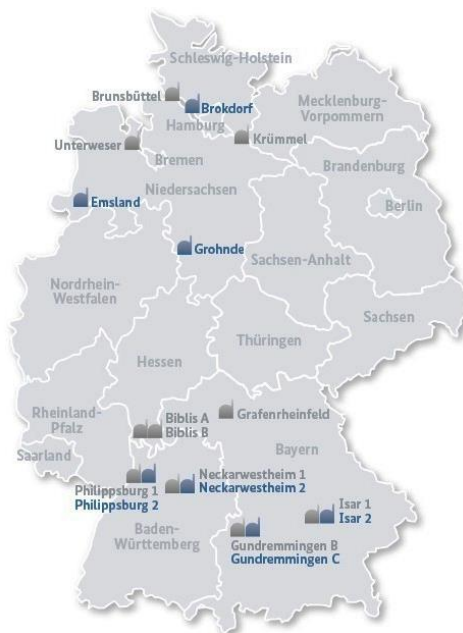 Schleswig-Holstein
Brunsbüttel
Brokdorf
Mecklenburg-
Vorpommern
Hamburg
Krümmel
Unterweser
Bremen
Brandenburg
Niedersachsen
Berlin
Emsland
Grohnde
Sachsen-Anhalt
Nordrhein-
Westfalen
Sachsen
Thüringen
Hessen
Rheinland-
Pfalz
Biblis A
Biblis B
Grafenrheinfeld
Saarland
Bayern
Philippsburg 1
Philippsburg 2
Neckarwestheim 1
Neckarwestheim 2
Isar 1
Isar 2
Baden-
Württemberg
Gundremmingen B
Gundremmingen C